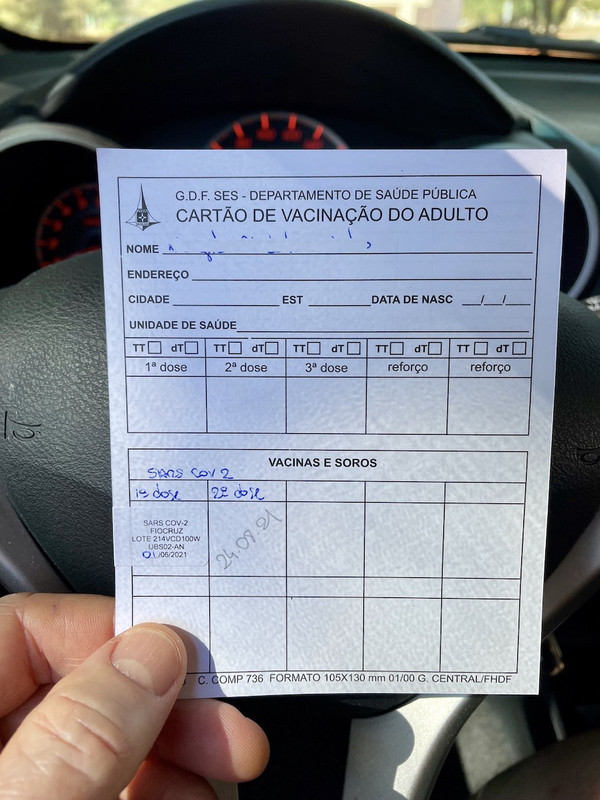 G.D.F. SES - DEPARTAMENTO DE SAÚDE PÚBLICA
CARTÃO DE VACINAÇÃO DO ADULTO
NOME
ENDEREÇO
CIDADE EST DATA DE NASC __/__/__
UNIDADE DE SAÚDE
TT dT TT dT TT dT TT dT TT dT
1ª dose 2ª dose 3ª dose reforço reforço
VACINAS E SOROS
SARS COV 2
1ª dose 2ª dose
SARS COV-2
FIOCRUZ
LOTE 214VCD100W
UBS02-AN
01/06/2021
24.08.21
C. COMP 736 FORMATO 105X130 mm 01/00 G. CENTRAL/FHDF